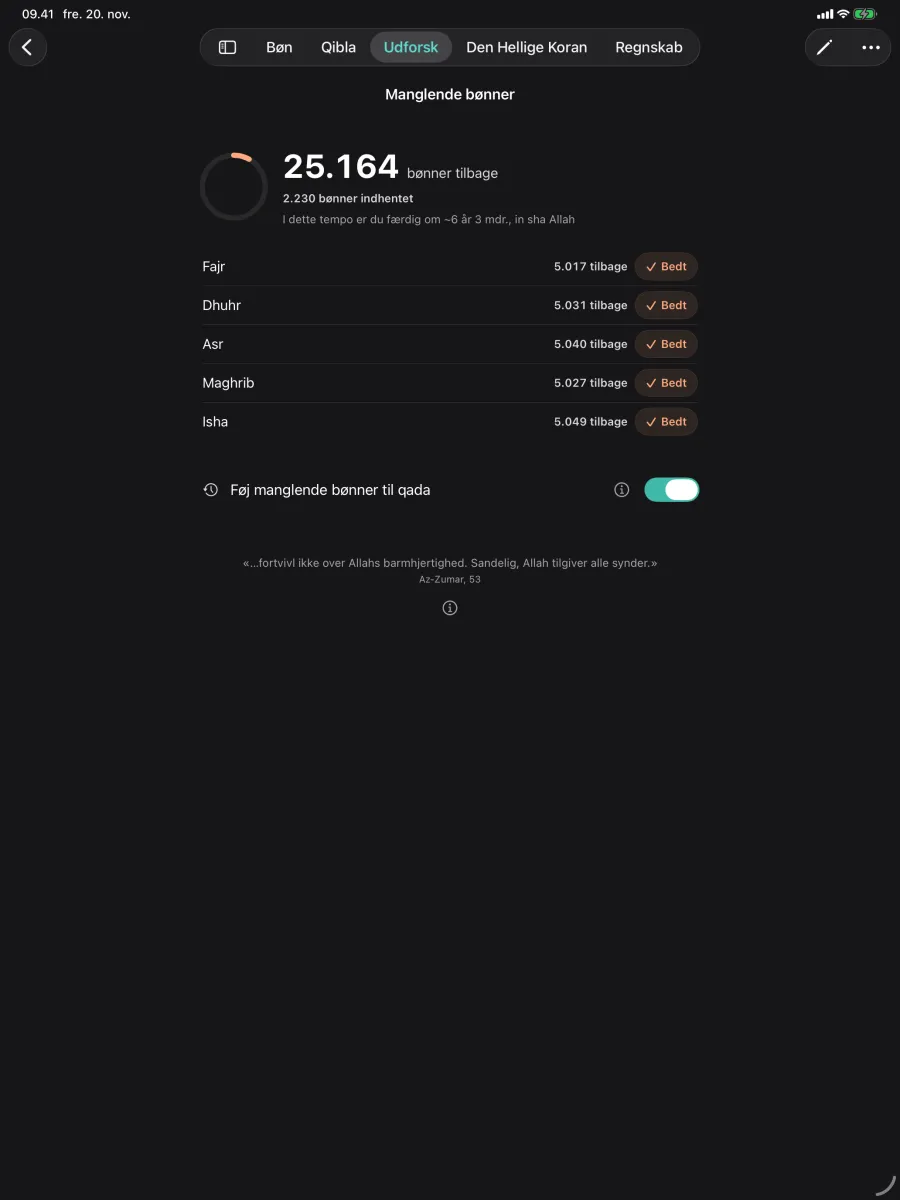 09.41 fre. 20. nov.
Bøn Qibla Udforsk Den Hellige Koran Regnskab
Manglende bønner
25.164 bønner tilbage
2.230 bønner indhentet
I dette tempo er du færdig om ~6 år 3 mdr., in sha Allah
Fajr 5.017 tilbage Bedt
Dhuhr 5.031 tilbage Bedt
Asr 5.040 tilbage Bedt
Maghrib 5.027 tilbage Bedt
Isha 5.049 tilbage Bedt
Føj manglende bønner til qada
«...fortvivl ikke over Allahs barmhjertighed. Sandelig, Allah tilgiver alle synder.»
Az-Zumar, 53